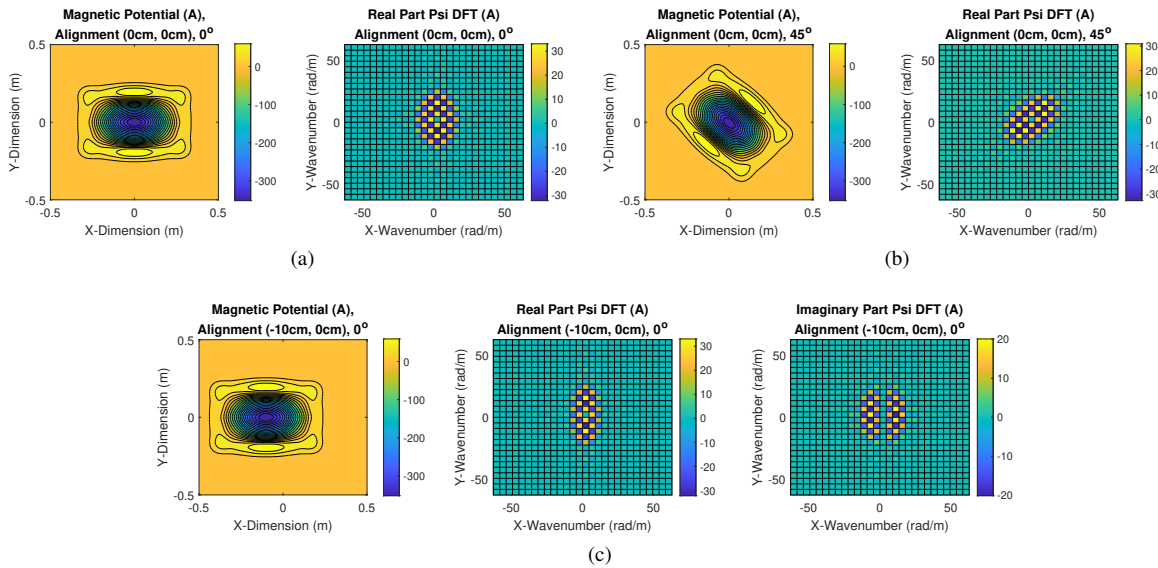 Magnetic Potential (A),
Alignment (0cm, 0cm), 0°
0.5
0
-0.5
-0.5 0 0.5
Y-Dimension (m)
X-Dimension (m)
0
-100
-200
-300
Real Part Psi DFT (A)
Alignment (0cm, 0cm), 0°
50
0
-50
-50 0 50
Y-Wavenumber (rad/m)
X-Wavenumber (rad/m)
30
20
10
0
-10
-20
-30
(a)
Magnetic Potential (A),
Alignment (0cm, 0cm), 45°
0.5
0
-0.5
-0.5 0 0.5
Y-Dimension (m)
X-Dimension (m)
0
-100
-200
-300
Real Part Psi DFT (A)
Alignment (0cm, 0cm), 45°
50
0
-50
-50 0 50
Y-Wavenumber (rad/m)
X-Wavenumber (rad/m)
30
20
10
0
-10
-20
-30
(b)
Magnetic Potential (A),
Alignment (-10cm, 0cm), 0°
0.5
0
-0.5
-0.5 0 0.5
Y-Dimension (m)
X-Dimension (m)
0
-100
-200
-300
Real Part Psi DFT (A)
Alignment (-10cm, 0cm), 0°
50
0
-50
-50 0 50
Y-Wavenumber (rad/m)
X-Wavenumber (rad/m)
30
20
10
0
-10
-20
-30
Imaginary Part Psi DFT (A)
Alignment (-10cm, 0cm), 0°
50
0
-50
-50 0 50
Y-Wavenumber (rad/m)
X-Wavenumber (rad/m)
20
10
0
-10
-20
(c)